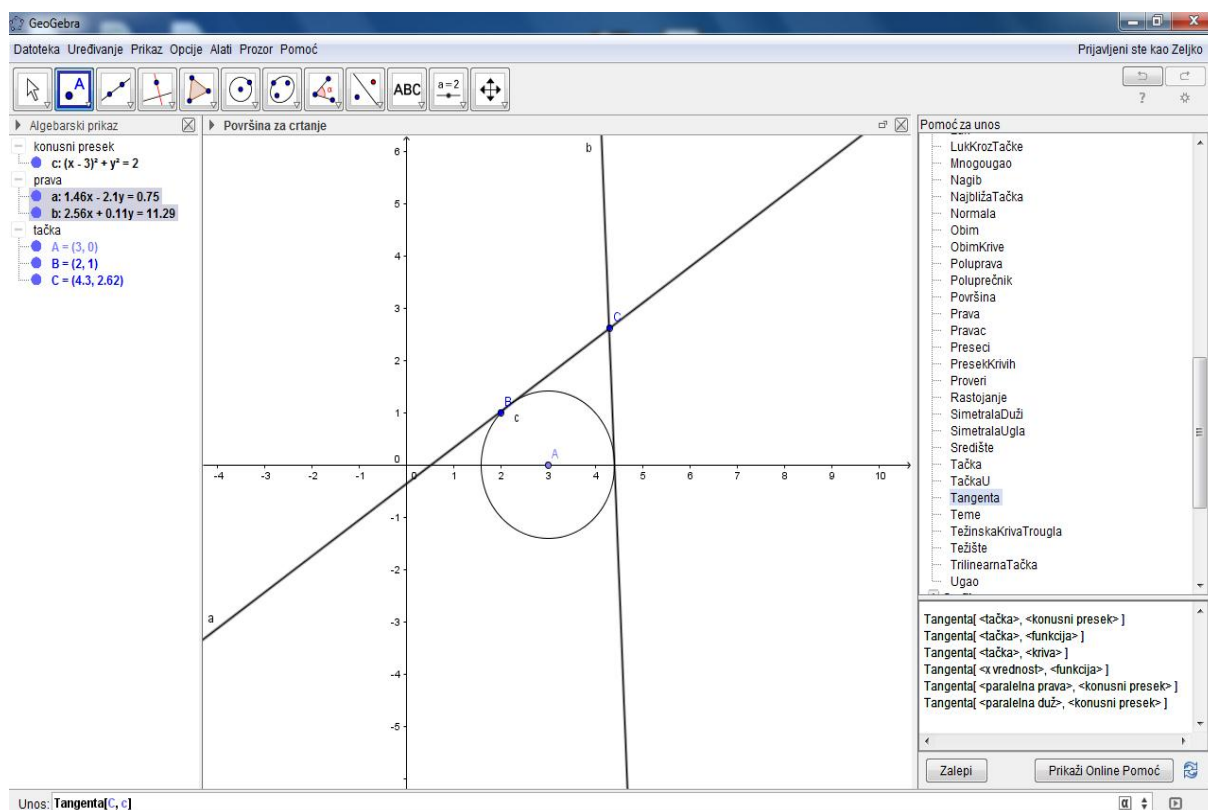 GeoGebra
Datoteka Uređivanje Prikaz Opcije Alati Prozor Pomoć
Prijavljeni ste kao Zeljko
A
ABC
a=2
?
Algebarski prikaz
konusni presek
c: (x - 3)² + y² = 2
prava
a: 1.46x - 2.1y = 0.75
b: 2.56x + 0.11y = 11.29
tačka
A = (3, 0)
B = (2, 1)
C = (4.3, 2.62)
Površina za crtanje
b
6
5
4
3
2
1
0
-1
-2
-3
-4
-5
-4 -3 -2 -1 0 1 2 3 4 5 6 7 8 9 10
C
B
c
A
a
Pomoć za unos
LukKrozTačke
Mnogougao
Nagib
NajbližaTačka
Normala
Obim
ObimKrive
Poluprava
Poluprečnik
Površina
Prava
Pravac
Preseci
PresekKrivih
Proveri
Rastojanje
SimetralaDuži
SimetralaUgla
Središte
Tačka
TačkaU
Tangenta
Teme
TežinskaKrivaTrougla
Težište
TrilinearnaTačka
Ugao
Tangenta[ <tačka>, <konusni presek> ]
Tangenta[ <tačka>, <funkcija> ]
Tangenta[ <tačka>, <kriva> ]
Tangenta[ <x vrednost>, <funkcija> ]
Tangenta[ <paralelna prava>, <konusni presek> ]
Tangenta[ <paralelna duž>, <konusni presek> ]
Zalepi
Prikaži Online Pomoć
Unos: Tangenta[C, c]
α